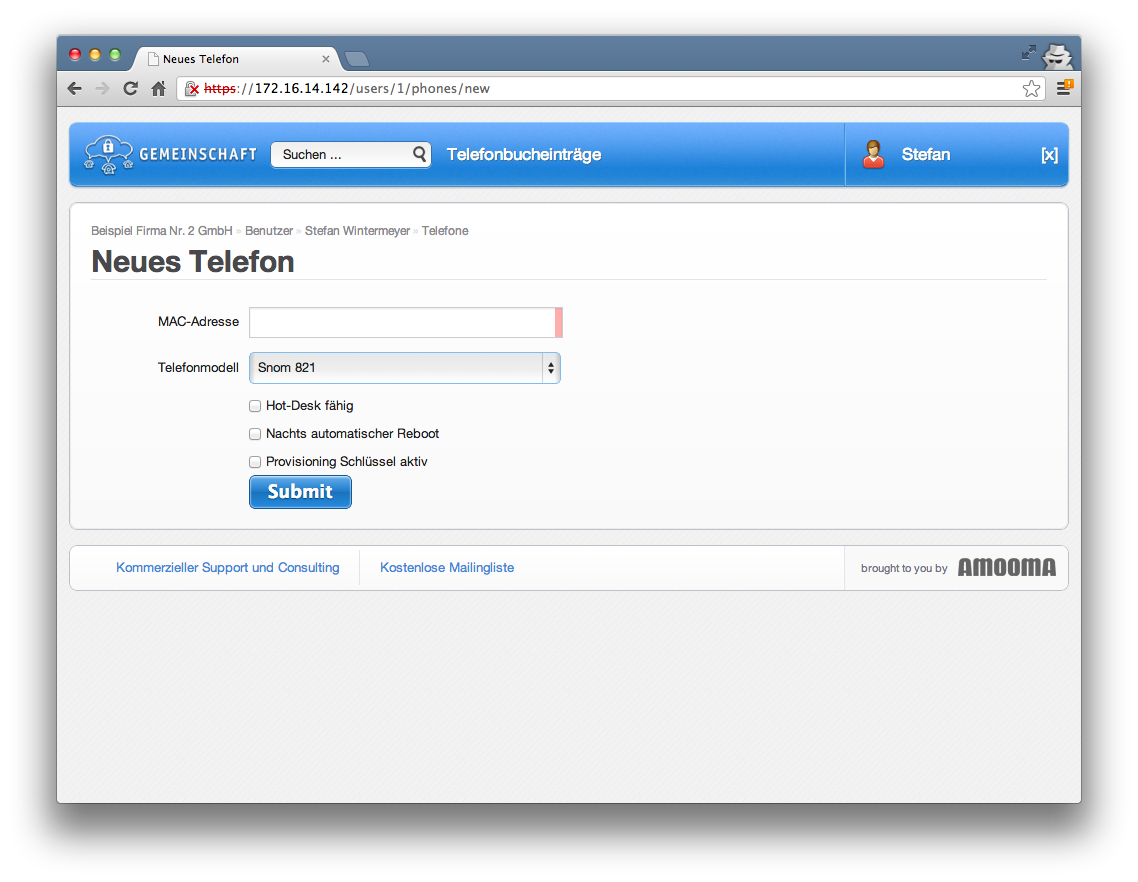 Neues Telefon
https://172.16.14.142/users/1/phones/new
GEMEINSCHAFT Suchen ... Telefonbucheinträge Stefan [x]
Beispiel Firma Nr. 2 GmbH » Benutzer » Stefan Wintermeyer » Telefone
Neues Telefon
MAC-Adresse
Telefonmodell Snom 821
Hot-Desk fähig
Nachts automatischer Reboot
Provisioning Schlüssel aktiv
Submit
Kommerzieller Support und Consulting Kostenlose Mailingliste brought to you by AMOOMA